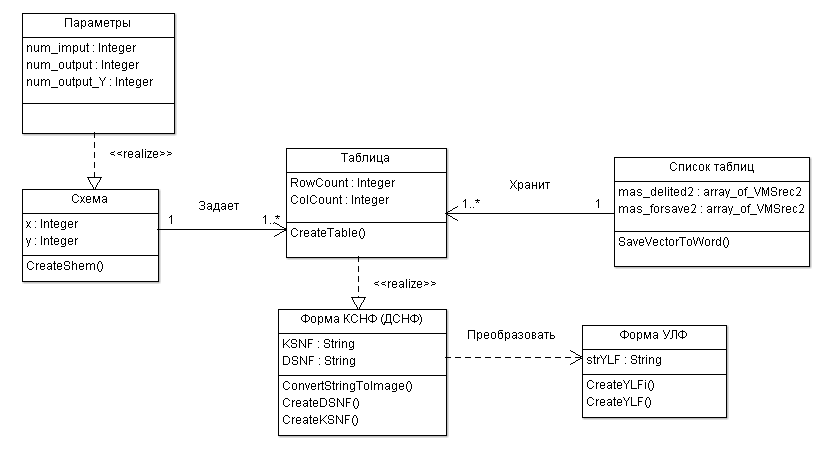 Параметры
num_imput : Integer
num_output : Integer
num_output_Y : Integer
<<realize>>
Схема
x : Integer
y : Integer
CreateShem()
1
Задает
1..*
Таблица
RowCount : Integer
ColCount : Integer
CreateTable()
1..*
Хранит
1
Список таблиц
mas_delited2 : array_of_VMSrec2
mas_forsave2 : array_of_VMSrec2
SaveVectorToWord()
<<realize>>
Форма КСНФ (ДСНФ)
KSNF : String
DSNF : String
ConvertStringToImage()
CreateDSNF()
CreateKSNF()
Преобразовать
Форма УЛФ
strYLF : String
CreateYLFi()
CreateYLF()